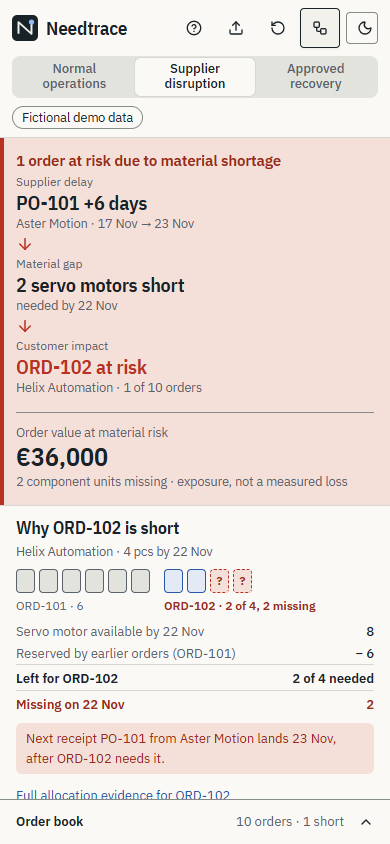 Needtrace
Normal operations
Supplier disruption
Approved recovery
Fictional demo data
1 order at risk due to material shortage
Supplier delay
PO-101 +6 days
Aster Motion · 17 Nov → 23 Nov
Material gap
2 servo motors short
needed by 22 Nov
Customer impact
ORD-102 at risk
Helix Automation · 1 of 10 orders
Order value at material risk
€36,000
2 component units missing · exposure, not a measured loss
Why ORD-102 is short
Helix Automation · 4 pcs by 22 Nov
? ?
ORD-101 · 6 ORD-102 · 2 of 4, 2 missing
Servo motor available by 22 Nov 8
Reserved by earlier orders (ORD-101) − 6
Left for ORD-102 2 of 4 needed
Missing on 22 Nov 2
Next receipt PO-101 from Aster Motion lands 23 Nov,
after ORD-102 needs it.
Full allocation evidence for ORD-102
Order book 10 orders · 1 short